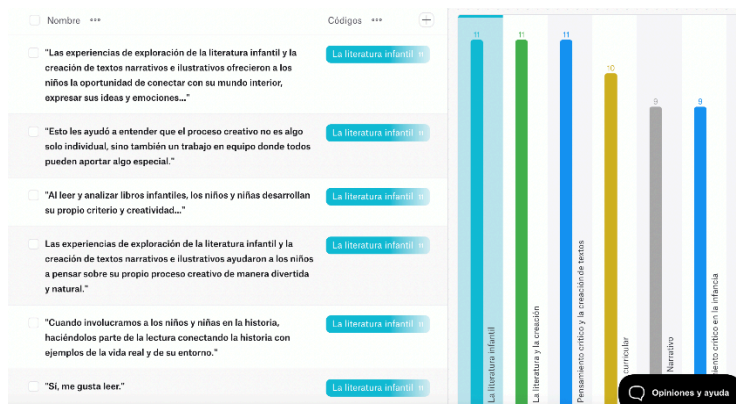 Nombre ••• Códigos •••
"Las experiencias de exploración de la literatura infantil y la
creación de textos narrativos e ilustrativos ofrecieron a los
niños la oportunidad de conectar con su mundo interior,
expresar sus ideas y emociones..."
La literatura infantil
"Esto les ayudó a entender que el proceso creativo no es algo
solo individual, sino también un trabajo en equipo donde todos
pueden aportar algo especial."
La literatura infantil
"Al leer y analizar libros infantiles, los niños y niñas desarrollan
su propio criterio y creatividad..."
La literatura infantil
Las experiencias de exploración de la literatura infantil y la
creación de textos narrativos e ilustrativos ayudaron a los niños
a pensar sobre su propio proceso creativo de manera divertida
y natural."
La literatura infantil
"Cuando involucramos a los niños y niñas en la historia,
haciéndolos parte de la lectura conectando la historia con
ejemplos de la vida real y de su entorno."
La literatura infantil
"Sí, me gusta leer."
La literatura infantil
11
11
11
10
9
9
La literatura infantil
La literatura y la creación
Pensamiento crítico y la creación de textos
curricular
Narrativo
crítico en la infancia
Opiniones y ayuda